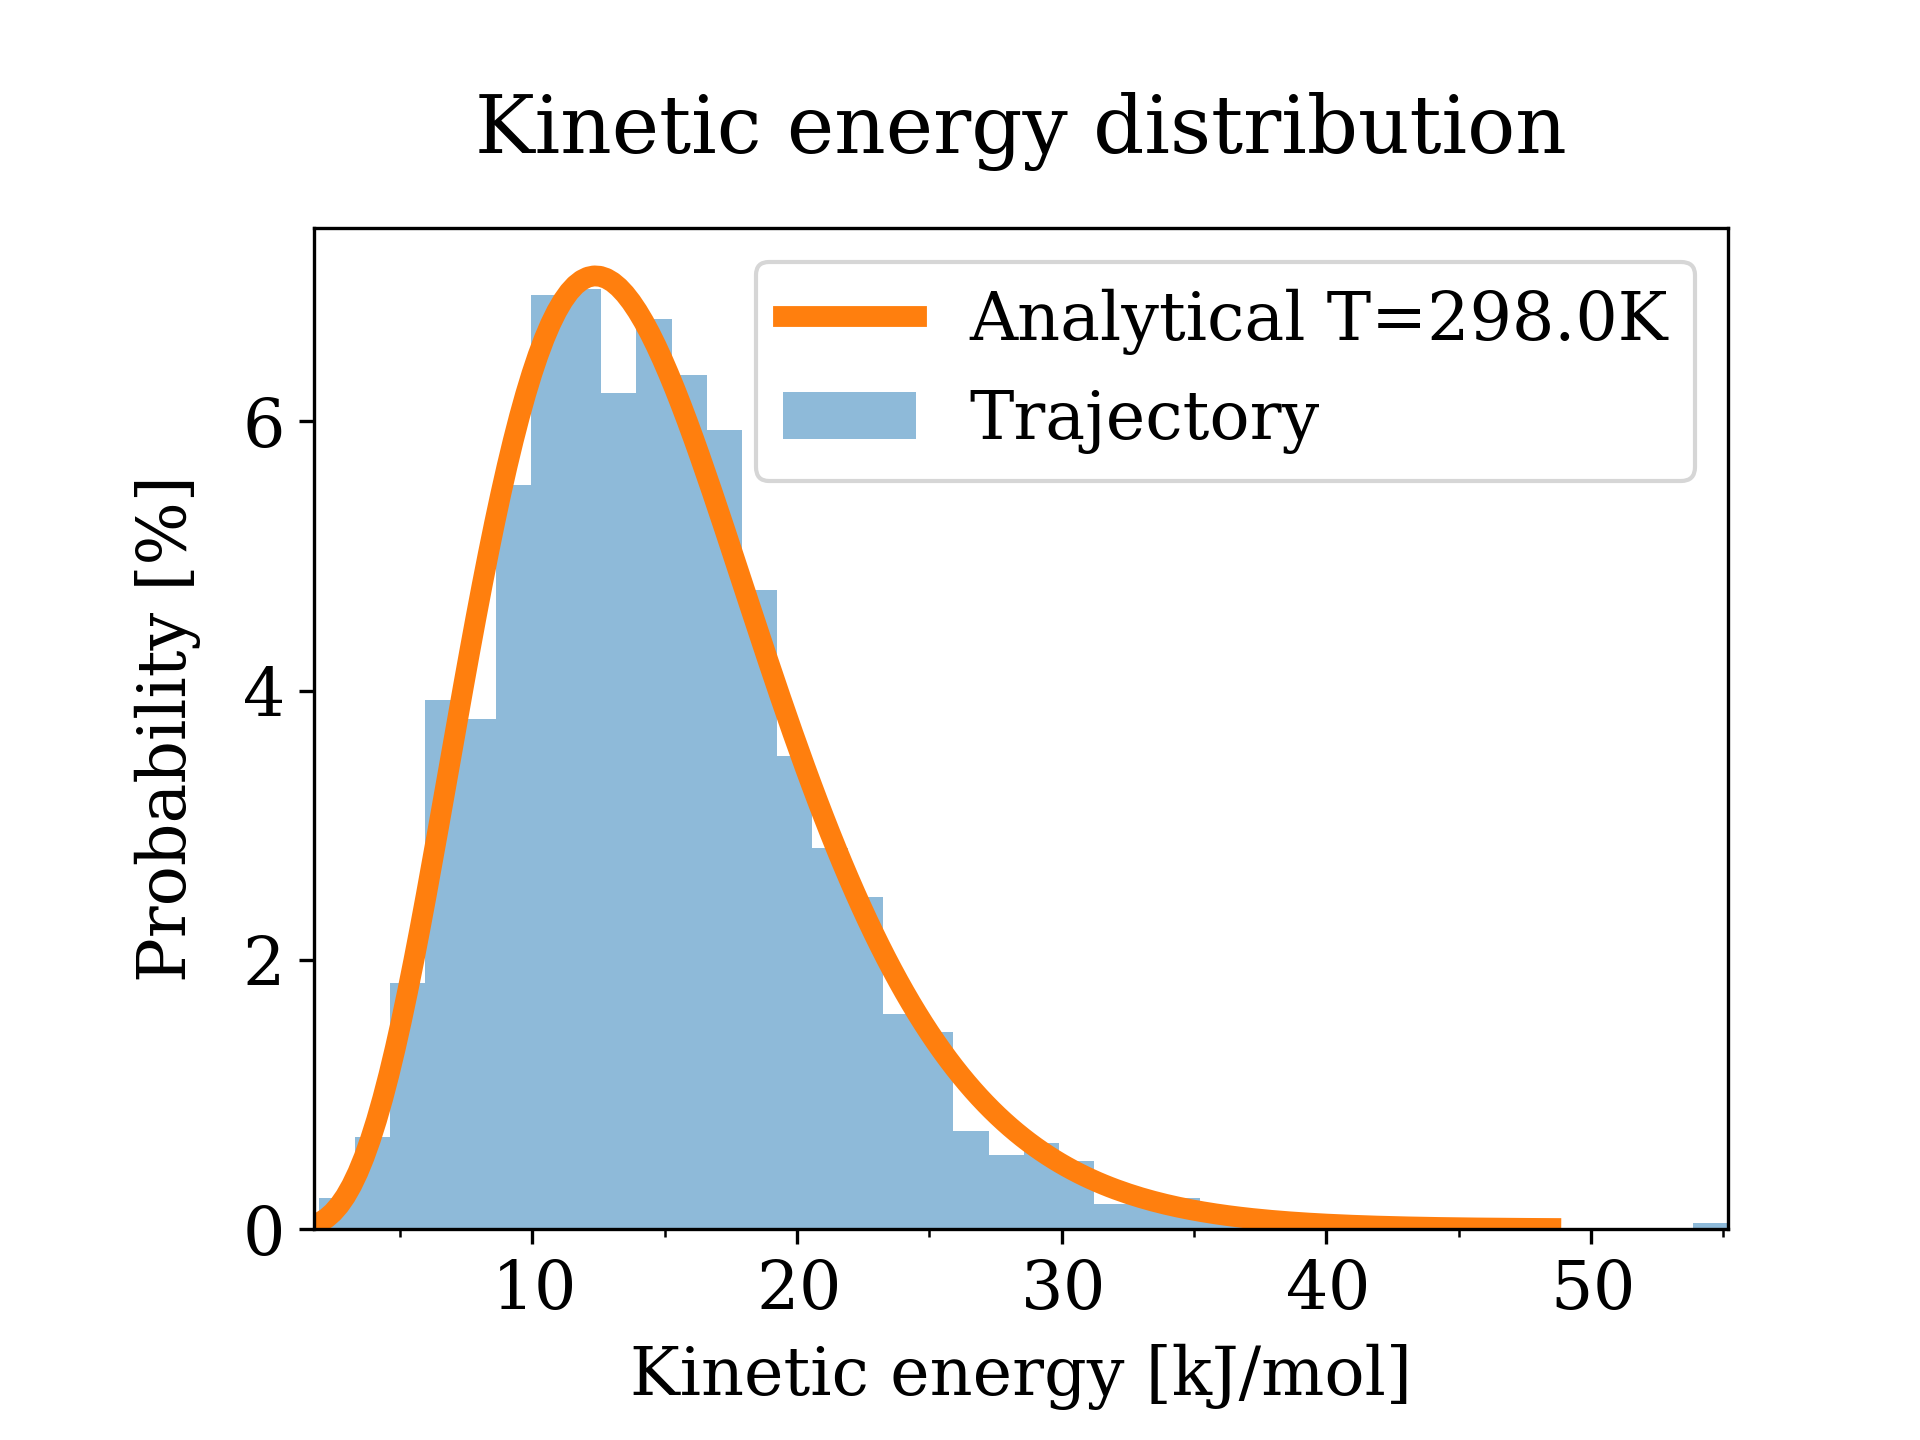 Kinetic energy distribution
Analytical T=298.0K
Trajectory
Probability [%]
6
4
2
0
10 20 30 40 50
Kinetic energy [kJ/mol]